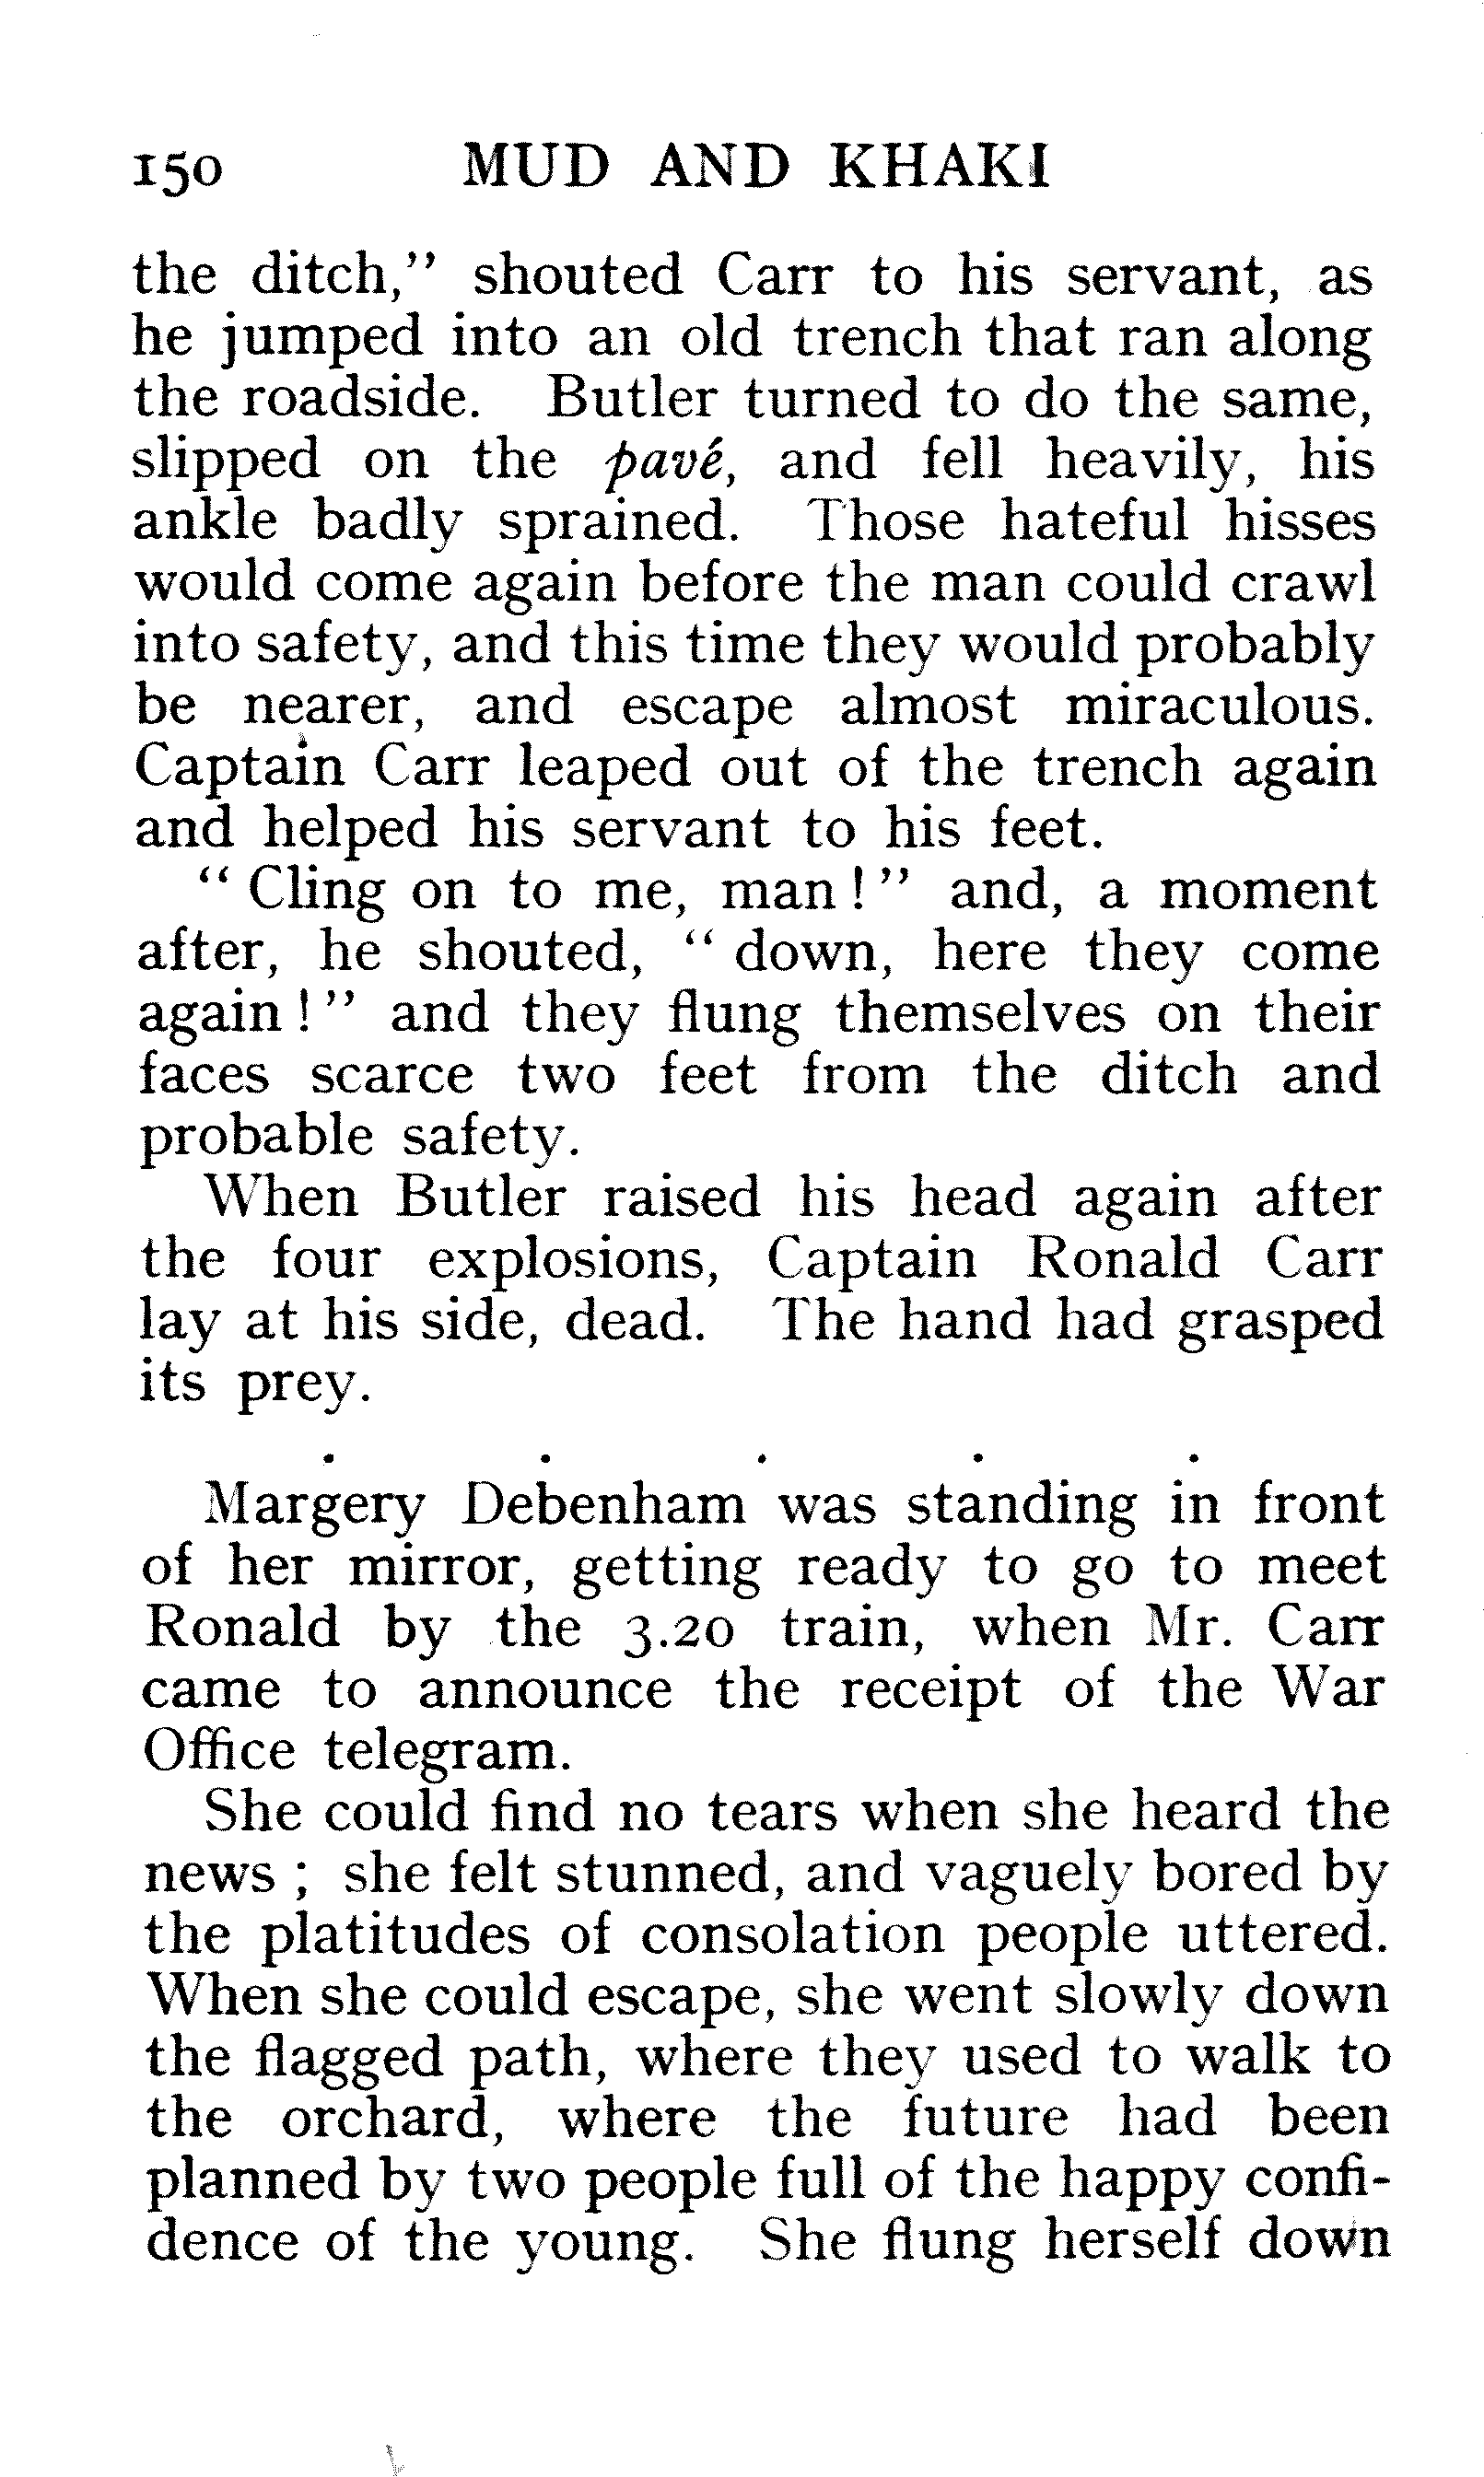 150 MUD AND KHAKI
the ditch,” shouted Carr to his servant, as
he jumped into an old trench that ran along
the roadside. Butler turned to do the same,
slipped on the pavé, and fell heavily, his
ankle badly sprained. Those hateful hisses
would come again before the man could crawl
into safety, and this time they would probably
be nearer, and escape almost miraculous.
Captain Carr leaped out of the trench again
and helped his servant to his feet.
“ Cling on to me, man ! ” and, a moment
after, he shouted, “ down, here they come
again ! ” and they flung themselves on their
faces scarce two feet from the ditch and
probable safety.
When Butler raised his head again after
the four explosions, Captain Ronald Carr
lay at his side, dead. The hand had grasped
its prey.
. . . . .
Margery Debenham was standing in front
of her mirror, getting ready to go to meet
Ronald by the 3.20 train, when Mr. Carr
came to announce the receipt of the War
Office telegram.
She could find no tears when she heard the
news ; she felt stunned, and vaguely bored by
the platitudes of consolation people uttered.
When she could escape, she went slowly down
the flagged path, where they used to walk to
the orchard, where the future had been
planned by two people full of the happy confi-
dence of the young. She flung herself down